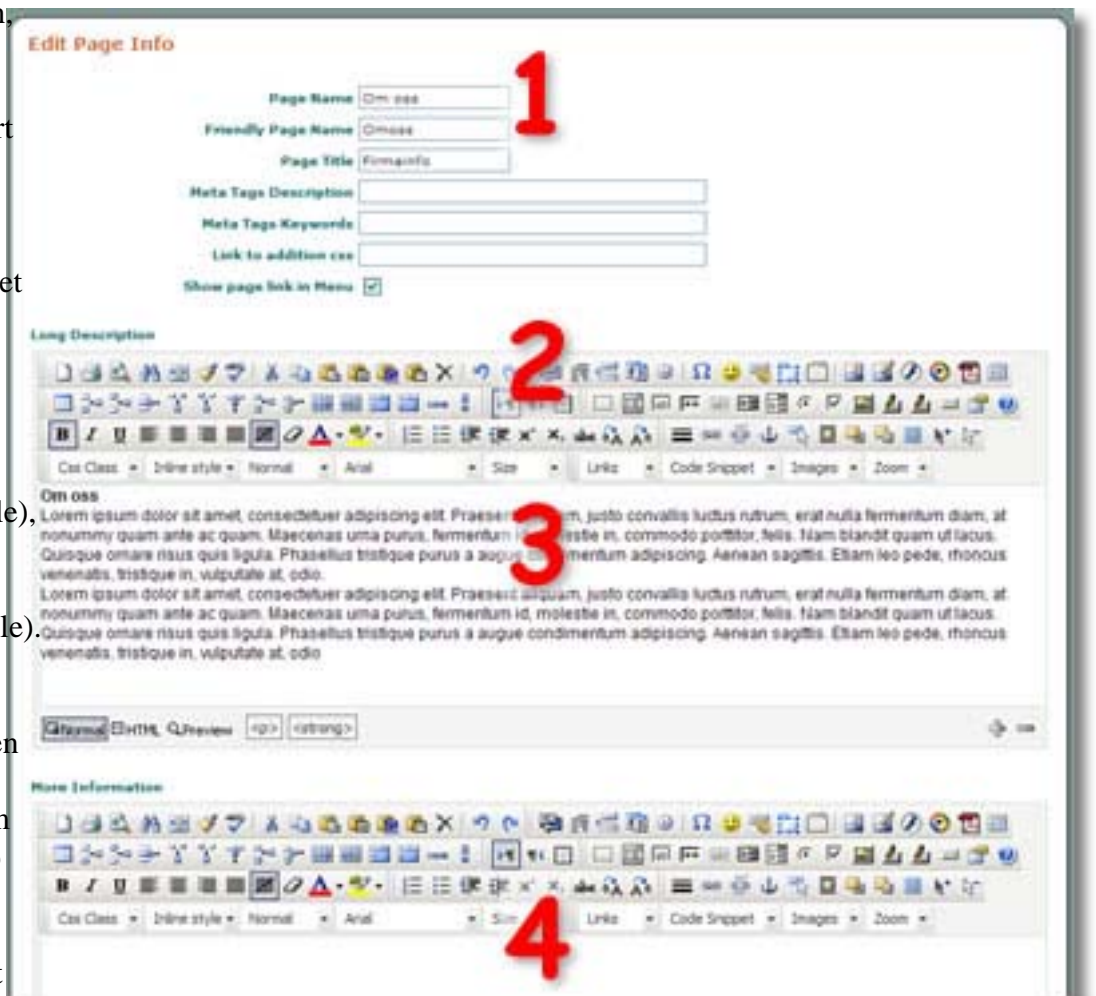 Edit Page Info
1
Page Name Om oss
Friendly Page Name Omoss
Page Title Firmainfo
Meta Tags Description
Meta Tags Keywords
Link to addition css
Show page link in Menu
Long Description
2
B I U
Css Class Inline style Normal Arial Size Links Code Snippet Images Zoom
Om oss
le), Lorem ipsum dolor sit amet, consectetuer adipiscing elit. justo convallis luctus rutrum, erat nulla fermentum diam, at
nonummy quam ante ac quam. Maecenas urna purus, in, commodo porttitor, felis. Nam blandit quam ut lacus.
3
Quisque ornare risus quis ligula. Phasellus tristique purus a augue condimentum adipiscing. Aenean sagittis. Etiam leo pede, rhoncus
venenatis, tristique in, vulputate at, odio.
Lorem ipsum dolor sit amet, consectetuer adipiscing elit. Praesent aliquam, justo convallis luctus rutrum, erat nulla fermentum diam, at
nonummy quam ante ac quam. Maecenas urna purus, fermentum id, molestie in, commodo porttitor, felis. Nam blandit quam ut lacus.
le). Quisque ornare risus quis ligula. Phasellus tristique purus a augue condimentum adipiscing. Aenean sagittis. Etiam leo pede, rhoncus
venenatis, tristique in, vulputate at, odio
Normal HTML Preview <p> <strong>
More Information
B I U
Css Class Inline style Normal Arial Links Code Snippet Images Zoom
4